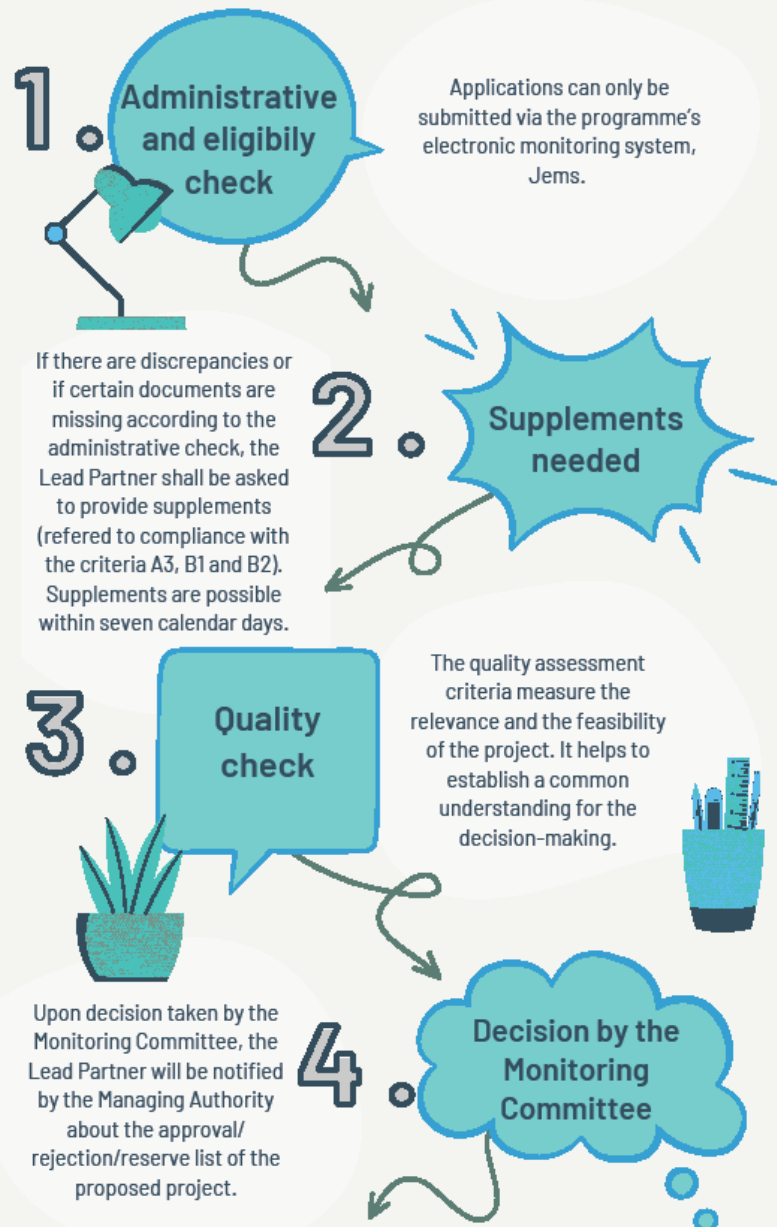 1.
Administrative
and eligibily
check
Applications can only be
submitted via the programme's
electronic monitoring system,
Jems.
2.
Supplements
needed
If there are discrepancies or
if certain documents are
missing according to the
administrative check, the
Lead Partner shall be asked
to provide supplements
(refered to compliance with
the criteria A3, B1 and B2).
Supplements are possible
within seven calendar days.
3.
Quality
check
The quality assessment
criteria measure the
relevance and the feasibility
of the project. It helps to
establish a common
understanding for the
decision-making.
4.
Decision by the
Monitoring
Committee
Upon decision taken by the
Monitoring Committee, the
Lead Partner will be notified
by the Managing Authority
about the approval/
rejection/reserve list of the
proposed project.